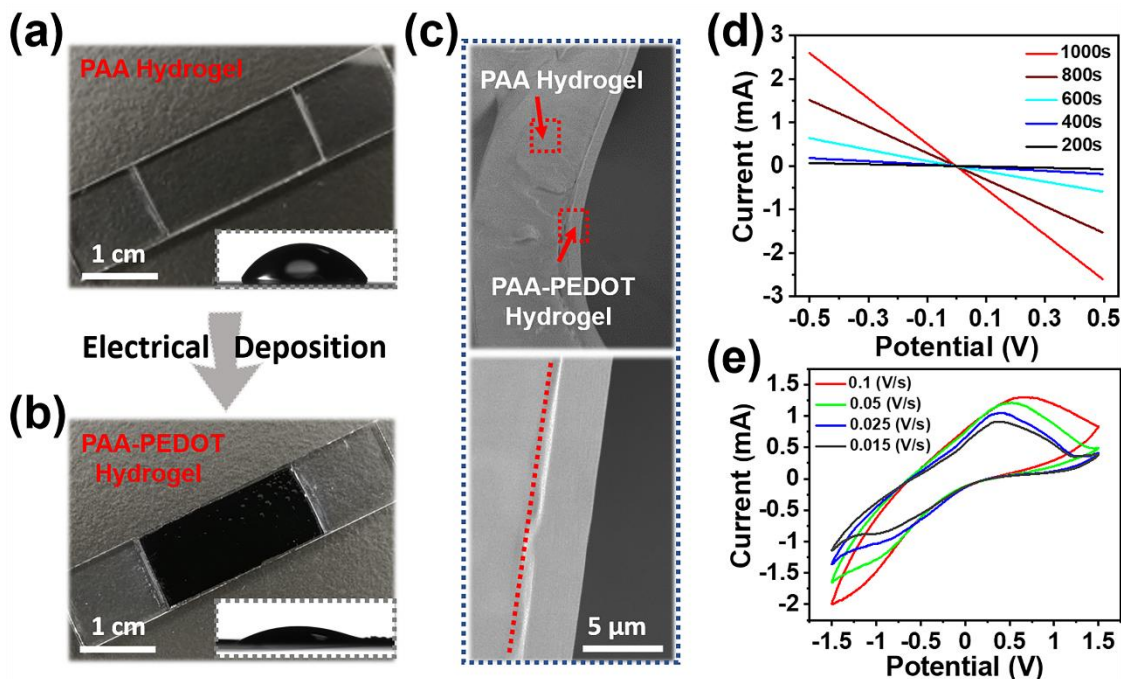 (a)
PAA Hydrogel
1 cm
Electrical Deposition
(b)
PAA-PEDOT
Hydrogel
1 cm
(c)
PAA Hydrogel
PAA-PEDOT
Hydrogel
5 μm
(d)
3
2
1
0
-1
-2
-3
Current (mA)
1000s
800s
600s
400s
200s
-0.5 -0.3 -0.1 0.1 0.3 0.5
Potential (V)
(e)
1.5
1.0
0.5
0
-0.5
-1.0
-1.5
-2
Current (mA)
0.1 (V/s)
0.05 (V/s)
0.025 (V/s)
0.015 (V/s)
-1.5 -1.0 -0.5 0 0.5 1.0 1.5
Potential (V)